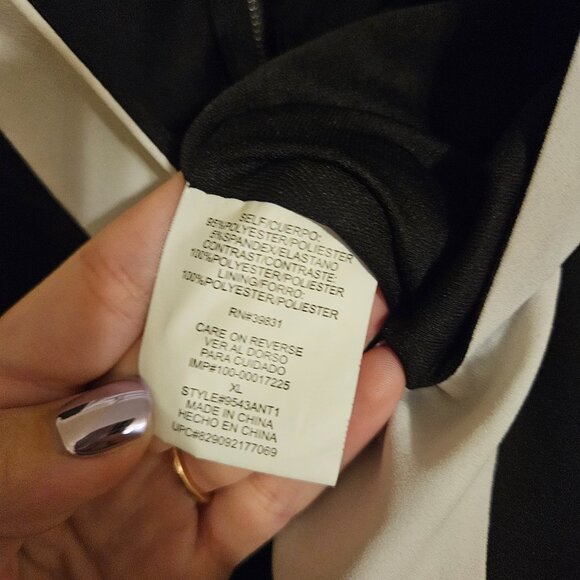 SELF/CUERPO:
95%POLYESTER/POLIESTER
5%SPANDEX/ELASTANO
CONTRAST/CONTRASTE:
100%POLYESTER/POLIESTER
LINING/FORRO:
100%POLYESTER/POLIESTER
RN#39831
CARE ON REVERSE
VER AL DORSO
PARA CUIDADO
IMP#100-00017225
XL
STYLE#9543ANT1
MADE IN CHINA
HECHO EN CHINA
UPC#829092177069